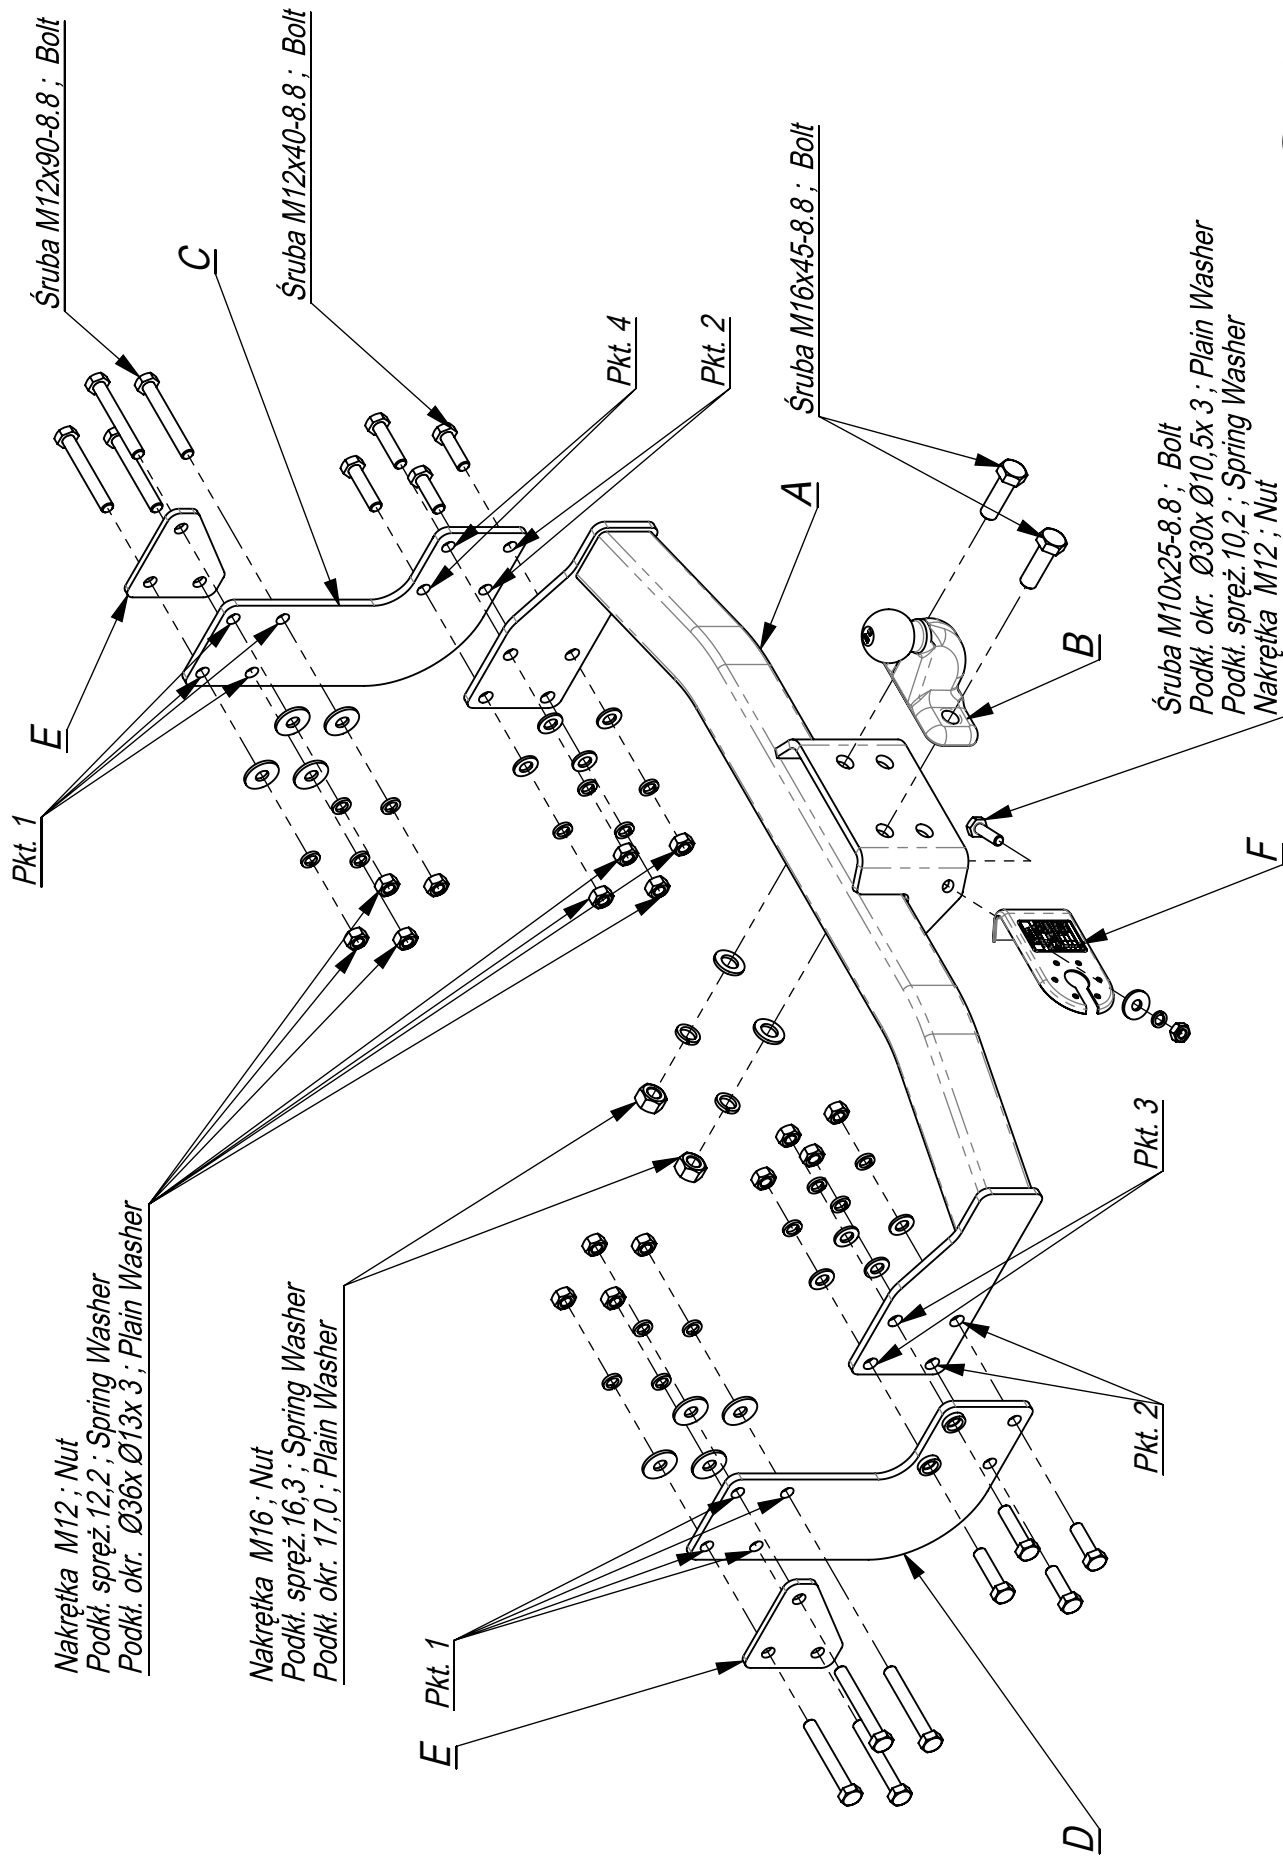 Nakrętka M12 ; Nut
Podkł. spręż.12,2 ; Spring Washer
Podkł. okr. Ø36x Ø13x 3 ; Plain Washer
Nakrętka M16 ; Nut
Podkł. spręż.16,3 ; Spring Washer
Podkł. okr. 17,0 ; Plain Washer
Pkt. 1
E
Śruba M12x90-8.8 ; Bolt
C
Śruba M12x40-8.8 ; Bolt
Pkt. 4
Pkt. 2
Śruba M16x45-8.8 ; Bolt
A
B
Śruba M10x25-8.8 ; Bolt
Podkł. okr. Ø30x Ø10,5x 3 ; Plain Washer
Podkł. spręż.10,2 ; Spring Washer
Nakrętka M12 ; Nut
F
Pkt. 3
Pkt. 2
Pkt. 1
E
D